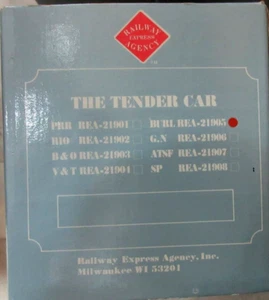 RAILWAY
EXPRESS
AGENCY
THE TENDER CAR
PRR REA-21901 BURL REA-21905
RIO REA-21902 G.N REA-21906
B&O REA-21903 ATSF REA-21907
V&T REA-21904 SP REA-21908
Railway Express Agency, Inc.
Milwaukee WI 53201